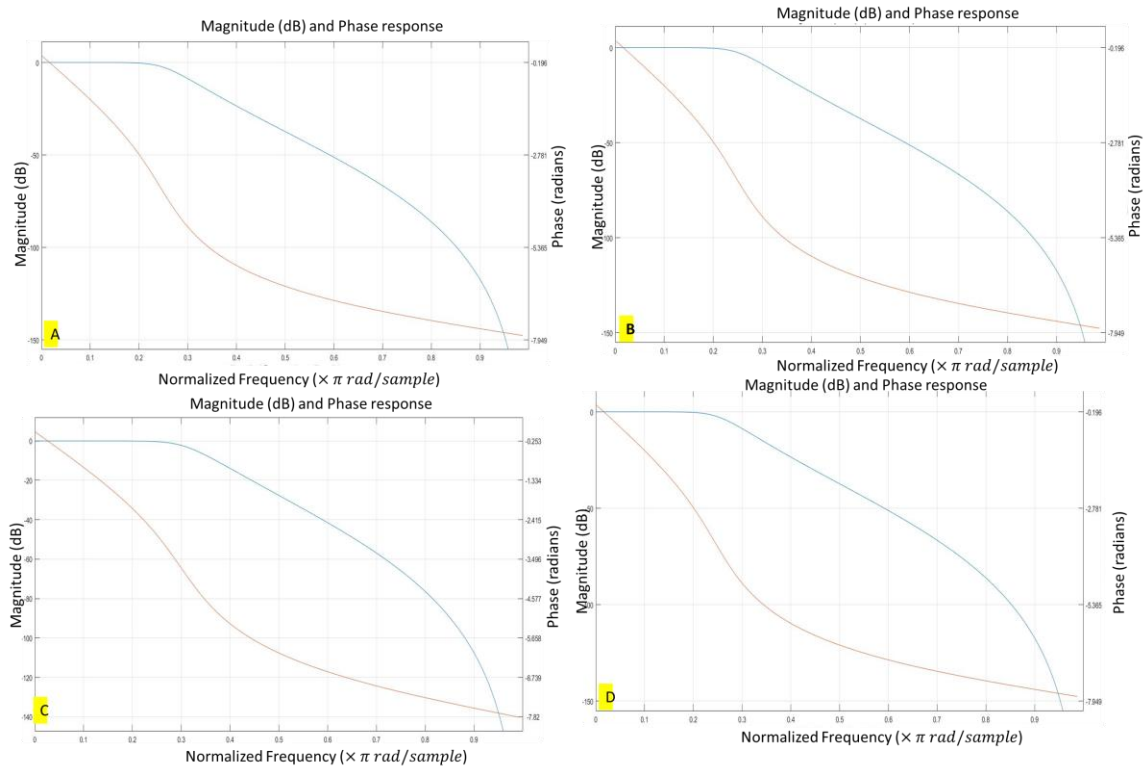 Magnitude (dB) and Phase response
0
-50
-100
-150
Magnitude (dB)
-0.196
-2.781
-5.365
-7.949
Phase (radians)
A
0 0.1 0.2 0.3 0.4 0.5 0.6 0.7 0.8 0.9
Normalized Frequency (× π rad/sample)
Magnitude (dB) and Phase response
0
-50
-100
-150
Magnitude (dB)
-0.196
-2.781
-5.365
-7.949
Phase (radians)
B
0 0.1 0.2 0.3 0.4 0.5 0.6 0.7 0.8 0.9
Normalized Frequency (× π rad/sample)
Magnitude (dB) and Phase response
0
-20
-40
-60
-80
-100
-120
-140
Magnitude (dB)
-0.253
-1.334
-2.415
-3.496
-4.577
-5.658
-6.739
-7.82
Phase (radians)
C
0 0.1 0.2 0.3 0.4 0.5 0.6 0.7 0.8 0.9
Normalized Frequency (× π rad/sample)
Magnitude (dB) and Phase response
0
-50
-100
-150
Magnitude (dB)
-0.196
-2.781
-5.365
-7.949
Phase (radians)
D
0 0.1 0.2 0.3 0.4 0.5 0.6 0.7 0.8 0.9
Normalized Frequency (× π rad/sample)